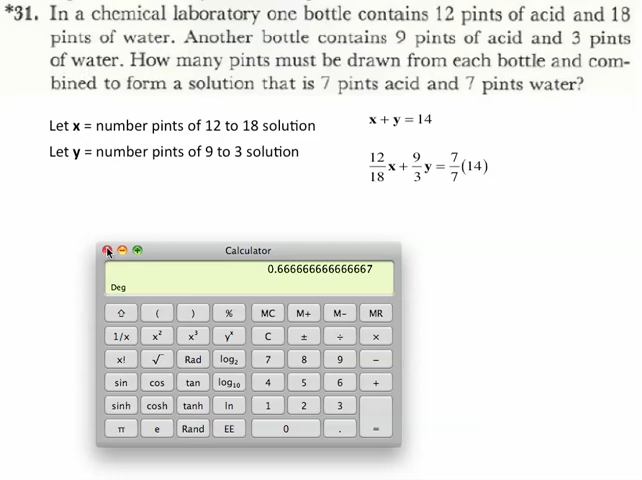 *31. In a chemical laboratory one bottle contains 12 pints of acid and 18
pints of water. Another bottle contains 9 pints of acid and 3 pints
of water. How many pints must be drawn from each bottle and com-
bined to form a solution that is 7 pints acid and 7 pints water?
Let x = number pints of 12 to 18 solution
x + y = 14
Let y = number pints of 9 to 3 solution
12/18 x + 9/3 y = 7/7 (14)
Calculator
0.666666666666667
Deg
⇧ ( ) % MC M+ M- MR
1/x x² x³ yˣ C ± ÷ ×
x! √ Rad log₂ 7 8 9 −
sin cos tan log₁₀ 4 5 6 +
sinh cosh tanh ln 1 2 3
π e Rand EE 0 . =